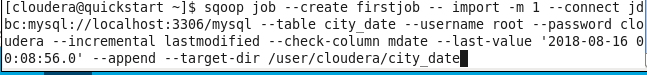 [cloudera@quickstart ~]$ sqoop job --create firstjob -- import -m 1 --connect jd
bc:mysql://localhost:3306/mysql --table city_date --username root --password clo
udera --incremental lastmodified --check-column mdate --last-value '2018-08-16 0
0:08:56.0' --append --target-dir /user/cloudera/city_date